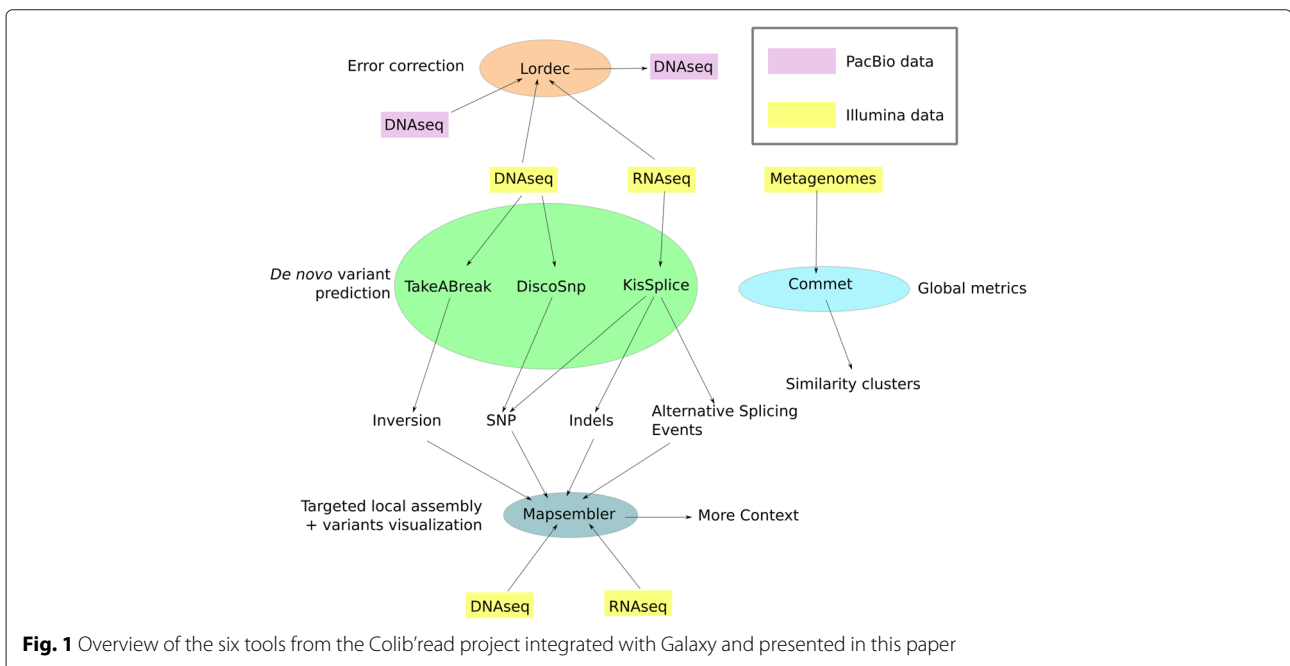 Error correction
Lordec
DNAseq
PacBio data
DNAseq
Illumina data
DNAseq
RNAseq
Metagenomes
De novo variant
prediction
TakeABreak
DiscoSnp
KisSplice
Commet
Global metrics
Similarity clusters
Inversion
SNP
Indels
Alternative Splicing
Events
Targeted local assembly
+ variants visualization
Mapsembler
More Context
DNAseq
RNAseq
Fig. 1 Overview of the six tools from the Colib’read project integrated with Galaxy and presented in this paper